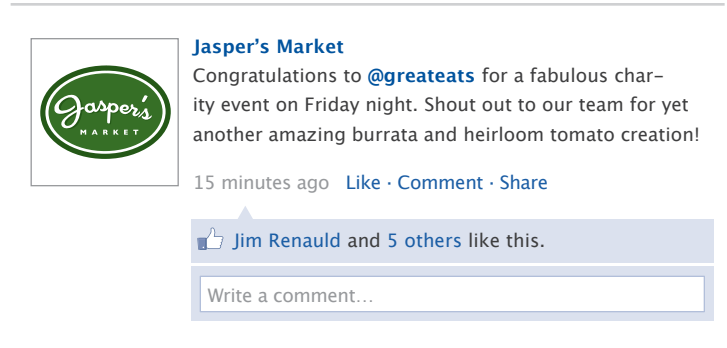 Jasper's
MARKET
Jasper’s Market
Congratulations to @greateats for a fabulous char–
ity event on Friday night. Shout out to our team for yet
another amazing burrata and heirloom tomato creation!
15 minutes ago Like · Comment · Share
Jim Renauld and 5 others like this.
Write a comment…